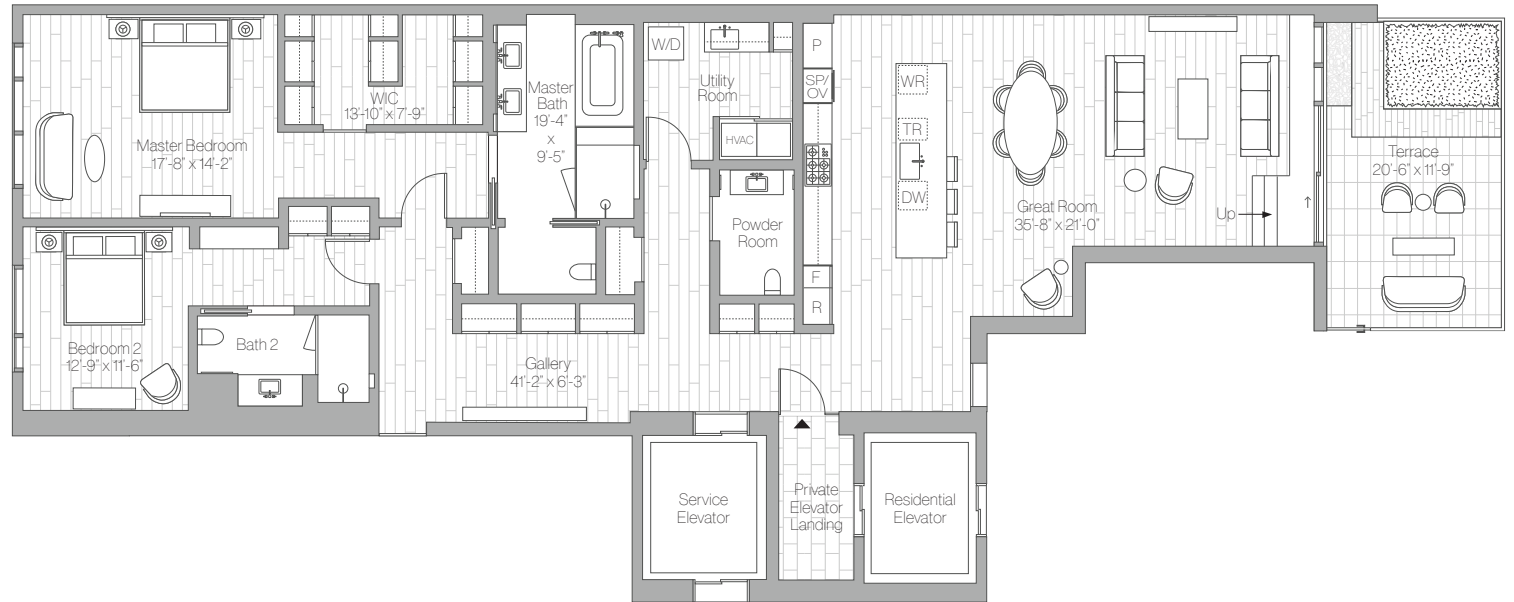 Master Bedroom
17'-8" x 14'-2"
WIC
13'-10" x 7'-9"
Master
Bath
19'-4"
x
9'-5"
W/D
Utility
Room
HVAC
Powder
Room
P
SP/
OV
F
R
WR
TR
DW
Great Room
35'-8" x 21'-0"
Up
Terrace
20'-6" x 11'-9"
Bedroom 2
12'-9" x 11'-6"
Bath 2
Gallery
41'-2" x 6'-3"
Service
Elevator
Private
Elevator
Landing
Residential
Elevator